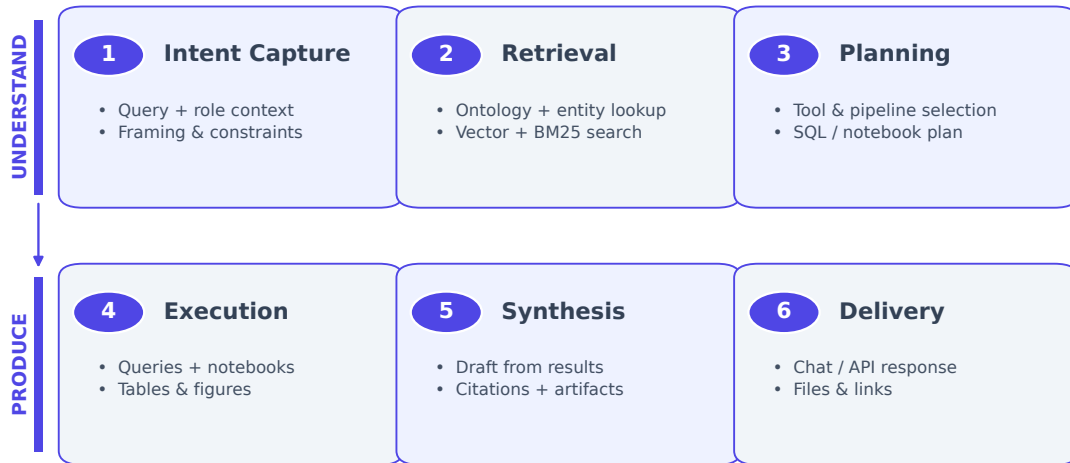 UNDERSTAND
1 Intent Capture
• Query + role context
• Framing & constraints
2 Retrieval
• Ontology + entity lookup
• Vector + BM25 search
3 Planning
• Tool & pipeline selection
• SQL / notebook plan
PRODUCE
4 Execution
• Queries + notebooks
• Tables & figures
5 Synthesis
• Draft from results
• Citations + artifacts
6 Delivery
• Chat / API response
• Files & links